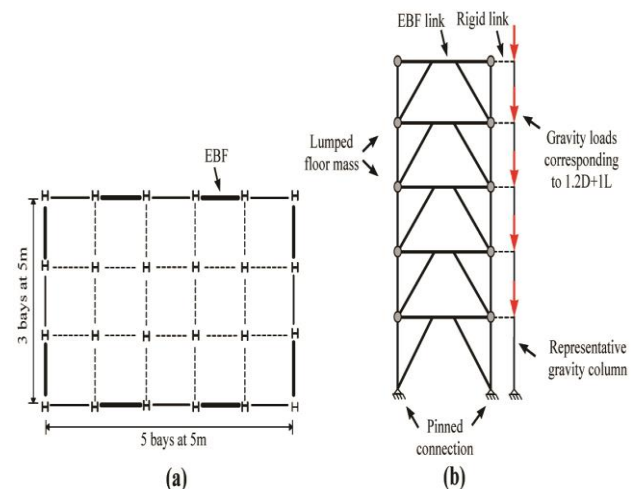 EBF
3 bays at 5m
5 bays at 5m
(a)
EBF link
Rigid link
Lumped
floor mass
Gravity loads
corresponding
to 1.2D+1L
Representative
gravity column
Pinned
connection
(b)